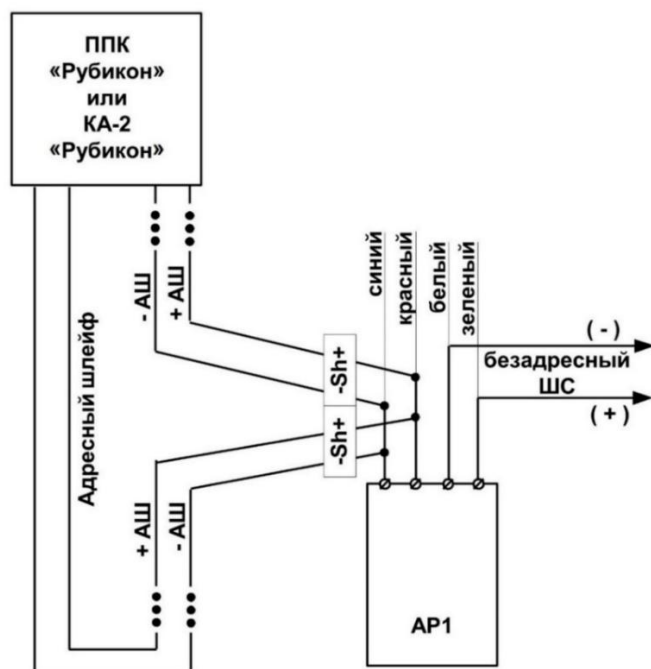 ППК
«Рубикон»
или
КА-2
«Рубикон»
- АШ
+ АШ
синий
красный
белый
зеленый
Адресный шлейф
-Sh+
-Sh+
( - )
безадресный
ШС
( + )
+ АШ
- АШ
АР1